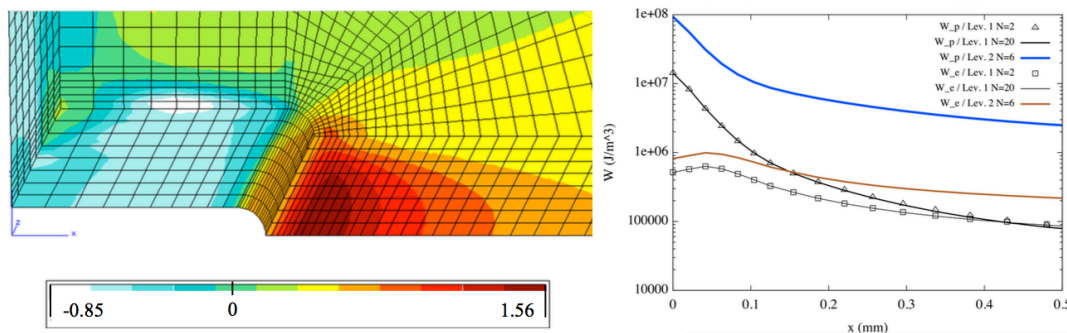 z
x
-0.85 0 1.56
1e+08
1e+07
1e+06
100000
10000
W (J/m^3)
W_p / Lev. 1 N=2
W_p / Lev. 1 N=20
W_p / Lev. 2 N=6
W_e / Lev. 1 N=2
W_e / Lev. 1 N=20
W_e / Lev. 2 N=6
0 0.1 0.2 0.3 0.4 0.5
x (mm)